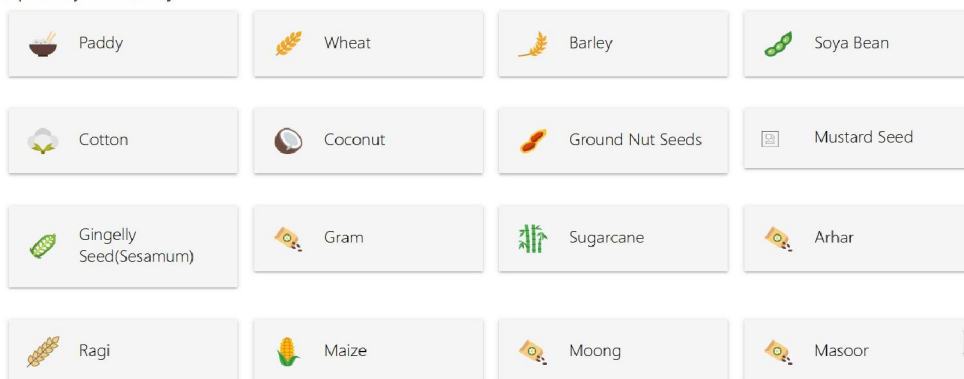 Paddy
Wheat
Barley
Soya Bean
Cotton
Coconut
Ground Nut Seeds
Mustard Seed
Gingelly
Seed(Sesamum)
Gram
Sugarcane
Arhar
Ragi
Maize
Moong
Masoor